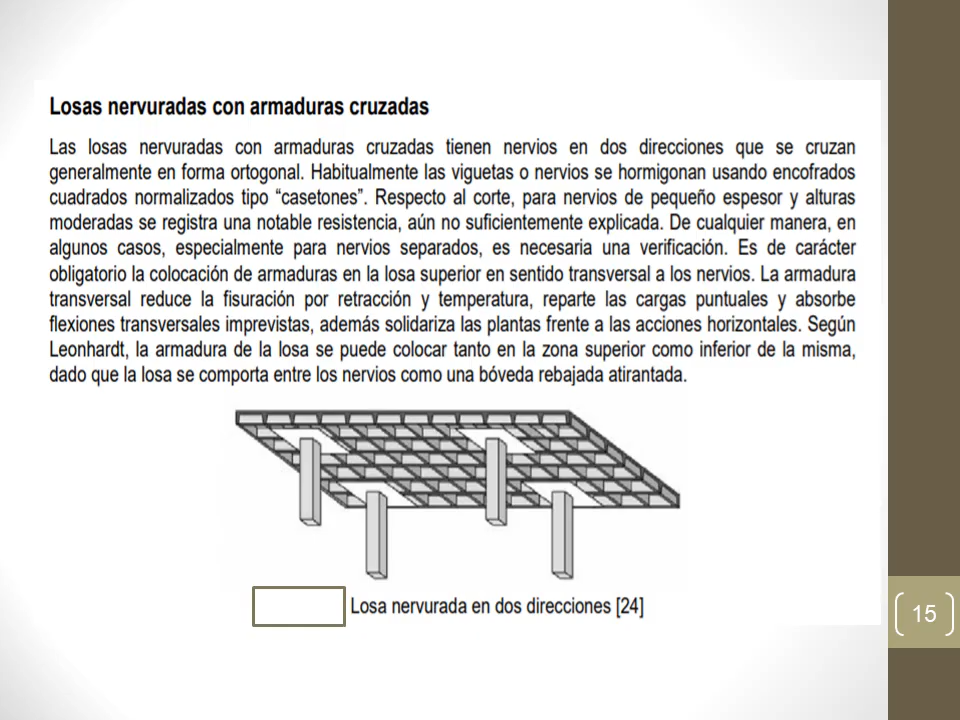 Losas nervuradas con armaduras cruzadas
Las losas nervuradas con armaduras cruzadas tienen nervios en dos direcciones que se cruzan
generalmente en forma ortogonal. Habitualmente las viguetas o nervios se hormigonan usando encofrados
cuadrados normalizados tipo “casetones”. Respecto al corte, para nervios de pequeño espesor y alturas
moderadas se registra una notable resistencia, aún no suficientemente explicada. De cualquier manera, en
algunos casos, especialmente para nervios separados, es necesaria una verificación. Es de carácter
obligatorio la colocación de armaduras en la losa superior en sentido transversal a los nervios. La armadura
transversal reduce la fisuración por retracción y temperatura, reparte las cargas puntuales y absorbe
flexiones transversales imprevistas, además solidariza las plantas frente a las acciones horizontales. Según
Leonhardt, la armadura de la losa se puede colocar tanto en la zona superior como inferior de la misma,
dado que la losa se comporta entre los nervios como una bóveda rebajada atirantada.
Losa nervurada en dos direcciones [24]
15